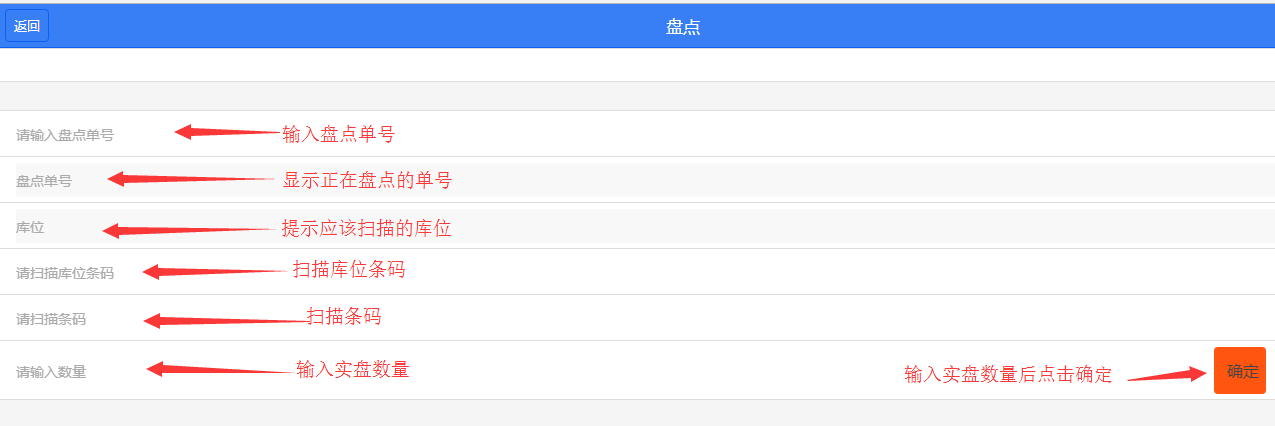 返回
盘点
请输入盘点单号
输入盘点单号
盘点单号
显示正在盘点的单号
库位
提示应该扫描的库位
请扫描库位条码
扫描库位条码
请扫描条码
扫描条码
请输入数量
输入实盘数量
输入实盘数量后点击确定
确定